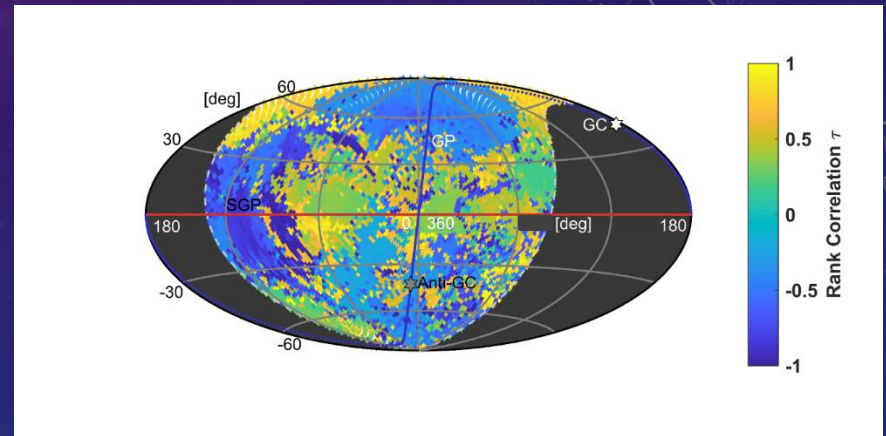 60
[deg]
30
GC
GP
SGP
180
0
360
[deg]
180
-30
Anti-GC
-60
1
0.5
0
-0.5
-1
Rank Correlation τ